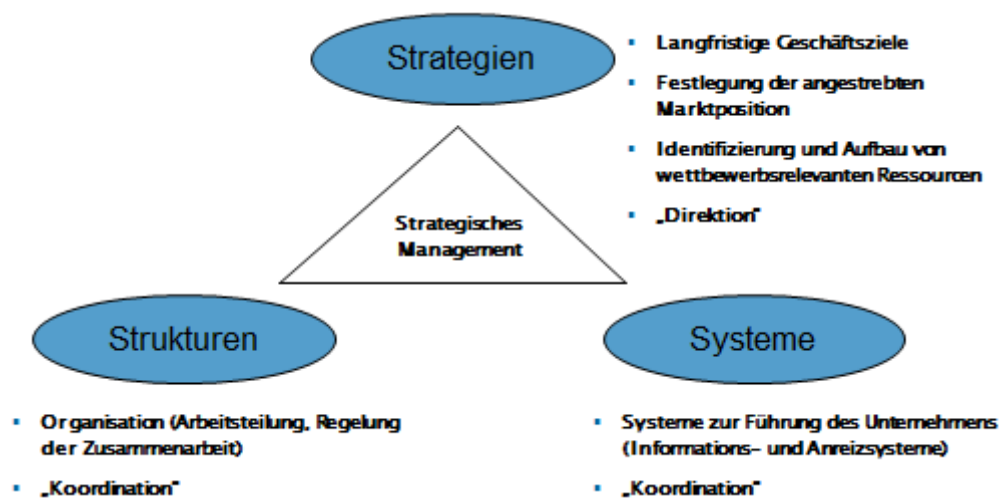 Strategien
▪ Langfristige Geschäftsziele
▪ Festlegung der angestrebten
Marktposition
▪ Identifizierung und Aufbau von
wettbewerbsrelevanten Ressourcen
▪ „Direktion“
Strategisches
Management
Strukturen
▪ Organisation (Arbeitsteilung, Regelung
der Zusammenarbeit)
▪ „Koordination“
Systeme
▪ Systeme zur Führung des Unternehmens
(Informations- und Anreizsysteme)
▪ „Koordination“